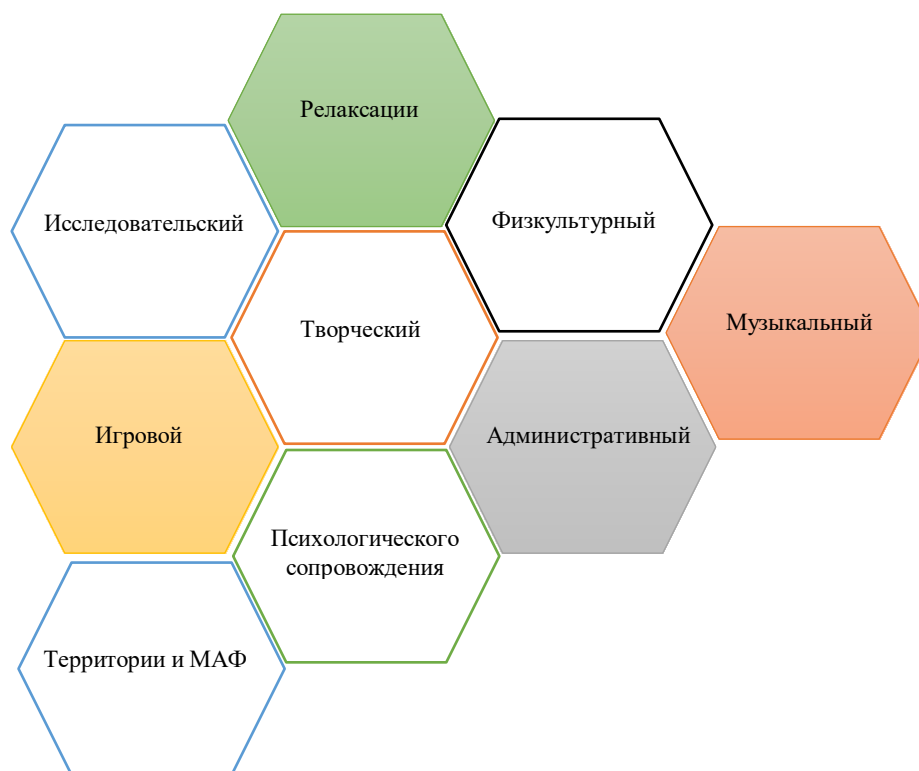 Релаксации
Исследовательский
Физкультурный
Творческий
Музыкальный
Игровой
Административный
Психологического
сопровождения
Территории и МАФ